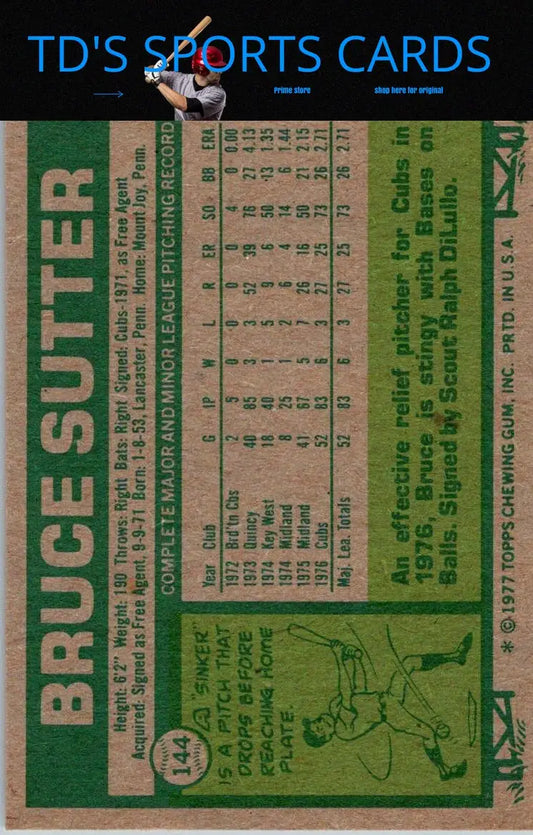 TD'S SPORTS CARDS
Prime store
shop here for original
BRUCE SUTTER
Height: 6'2" Weight: 190 Throws: Right Bats: Right Signed: Cubs-1971, as Free Agent
Acquired: Signed as Free Agent, 9-9-71 Born: 1-8-53, Lancaster, Penn. Home: Mount Joy, Penn.
COMPLETE MAJOR AND MINOR LEAGUE PITCHING RECORD
Year Club G IP W L R ER SO BB ERA
1972 Brd'tn Cbs 2 5 0 0 0 0 4 0 0.00
1973 Quincy 40 85 3 3 52 39 76 27 4.13
1974 Key West 18 40 1 5 9 6 50 13 1.35
1974 Midland 8 25 1 2 6 4 14 6 1.44
1975 Midland 41 67 5 7 26 16 50 21 2.15
1976 Cubs 52 83 6 3 27 25 73 26 2.71
Maj. Lea. Totals 52 83 6 3 27 25 73 26 2.71
144
A "SINKER"
IS A PITCH THAT
DROPS BEFORE
REACHING HOME
PLATE.
An effective relief pitcher for Cubs in
1976, Bruce is stingy with Bases on
Balls. Signed by Scout Ralph DiLullo.
* © 1977 TOPPS CHEWING GUM, INC. PRTD. IN U.S.A.